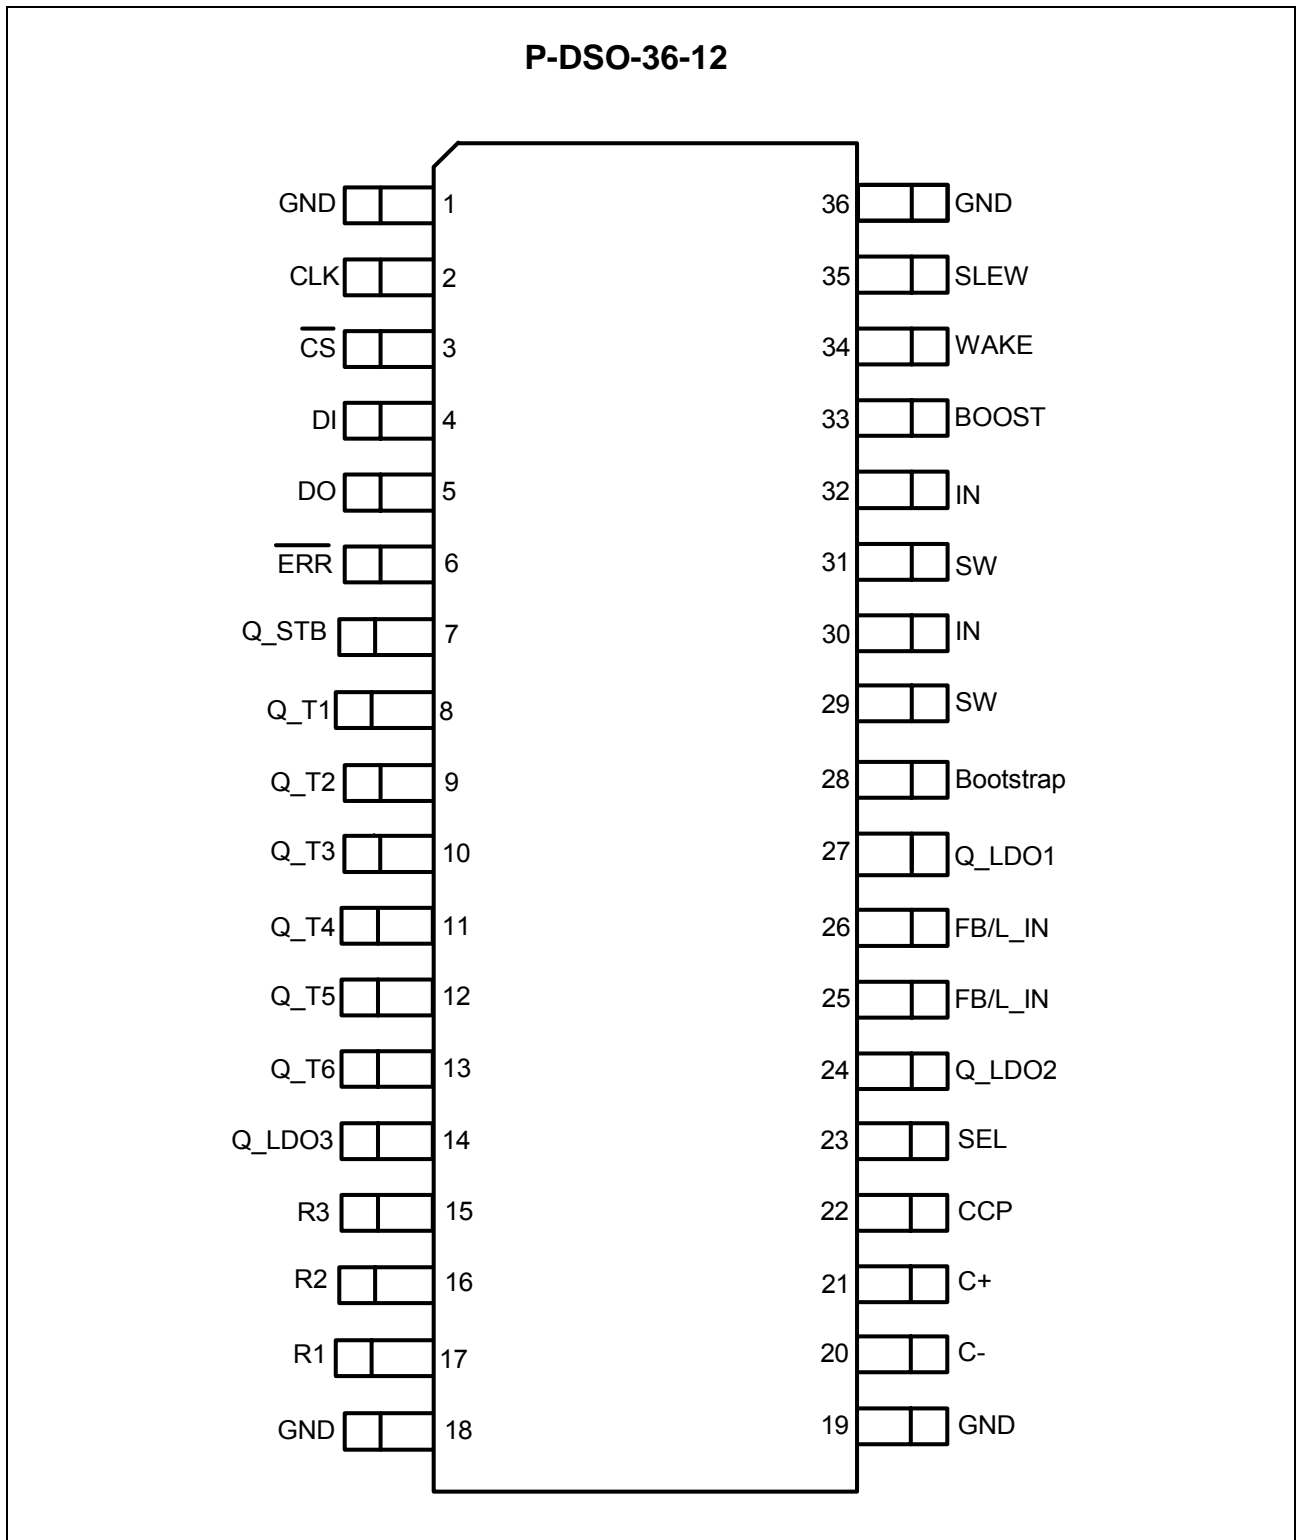 P-DSO-36-12
GND 1 36 GND
CLK 2 35 SLEW
C̅S̅ 3 34 WAKE
DI 4 33 BOOST
DO 5 32 IN
E̅R̅R̅ 6 31 SW
Q_STB 7 30 IN
Q_T1 8 29 SW
Q_T2 9 28 Bootstrap
Q_T3 10 27 Q_LDO1
Q_T4 11 26 FB/L_IN
Q_T5 12 25 FB/L_IN
Q_T6 13 24 Q_LDO2
Q_LDO3 14 23 SEL
R3 15 22 CCP
R2 16 21 C+
R1 17 20 C-
GND 18 19 GND